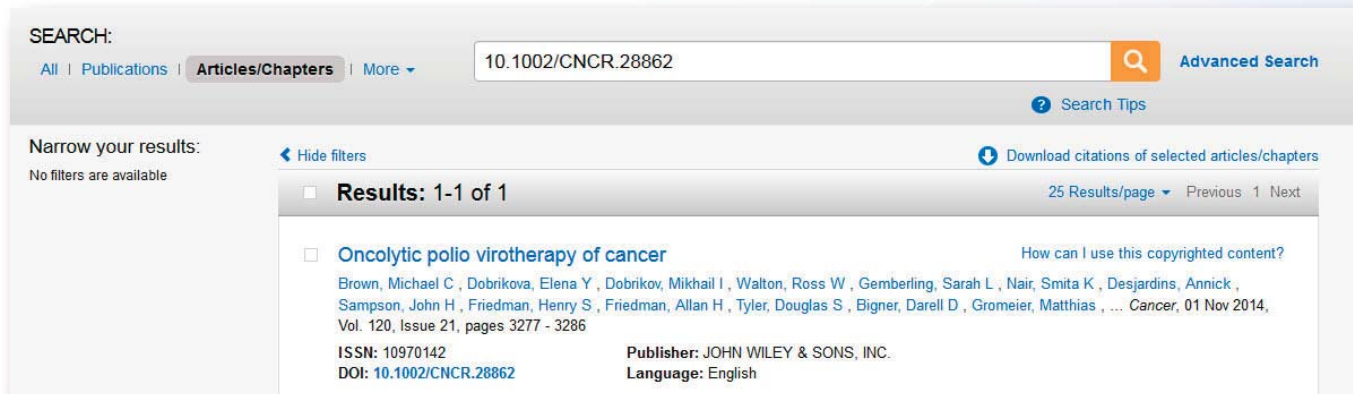 SEARCH:
All | Publications | Articles/Chapters | More
10.1002/CNCR.28862
Advanced Search
? Search Tips
Narrow your results:
No filters are available
Hide filters
Download citations of selected articles/chapters
Results: 1-1 of 1
25 Results/page Previous 1 Next
Oncolytic polio virotherapy of cancer
How can I use this copyrighted content?
Brown, Michael C , Dobrikova, Elena Y , Dobrikov, Mikhail I , Walton, Ross W , Gemberling, Sarah L , Nair, Smita K , Desjardins, Annick ,
Sampson, John H , Friedman, Henry S , Friedman, Allan H , Tyler, Douglas S , Bigner, Darell D , Gromeier, Matthias , ... Cancer, 01 Nov 2014,
Vol. 120, Issue 21, pages 3277 - 3286
ISSN: 10970142 Publisher: JOHN WILEY & SONS, INC.
DOI: 10.1002/CNCR.28862 Language: English